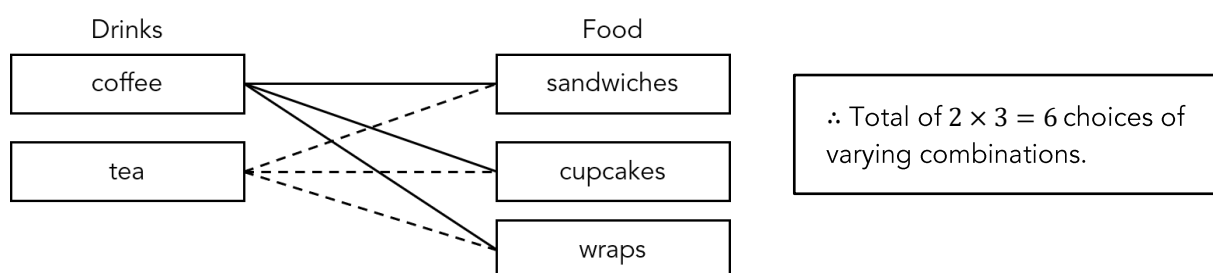 Drinks
Food
coffee
sandwiches
tea
cupcakes
wraps
∴ Total of 2 × 3 = 6 choices of
varying combinations.